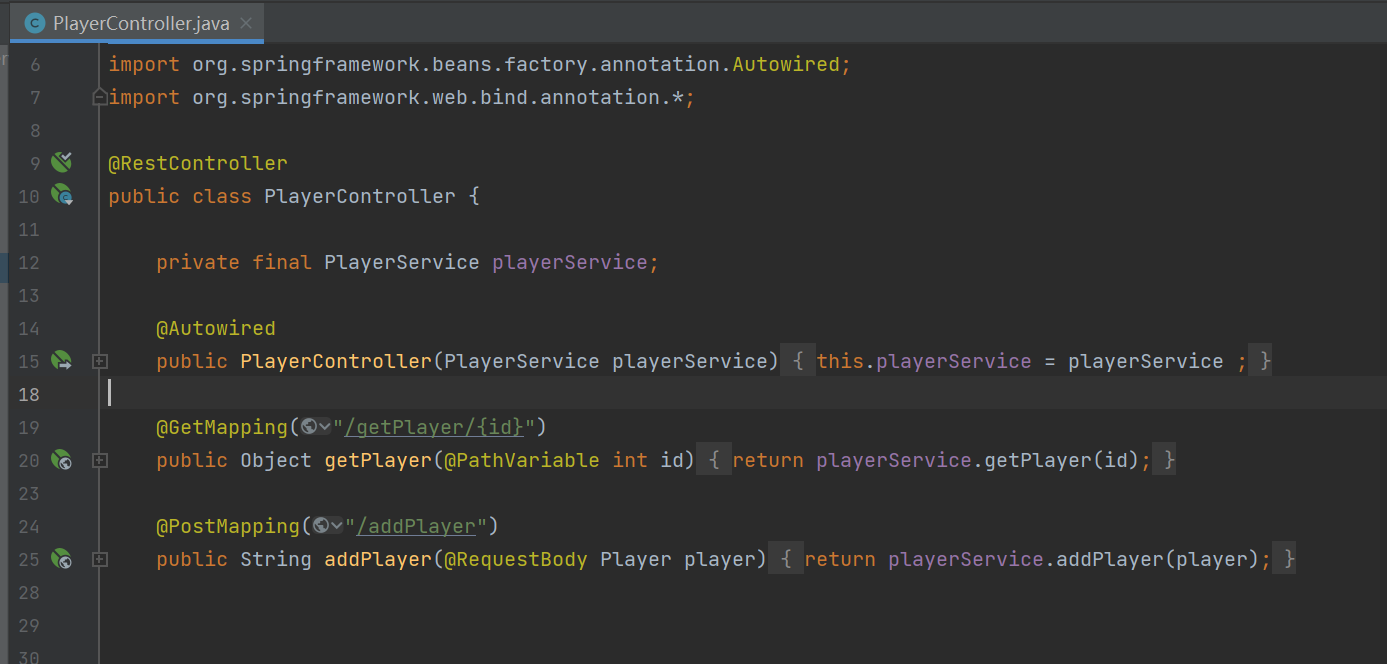 PlayerController.java
6 import org.springframework.beans.factory.annotation.Autowired;
7 import org.springframework.web.bind.annotation.*;
8
9 @RestController
10 public class PlayerController {
11
12 private final PlayerService playerService;
13
14 @Autowired
15 public PlayerController(PlayerService playerService) { this.playerService = playerService ; }
18
19 @GetMapping("/getPlayer/{id}")
20 public Object getPlayer(@PathVariable int id) { return playerService.getPlayer(id); }
23
24 @PostMapping("/addPlayer")
25 public String addPlayer(@RequestBody Player player) { return playerService.addPlayer(player); }
28
29
30